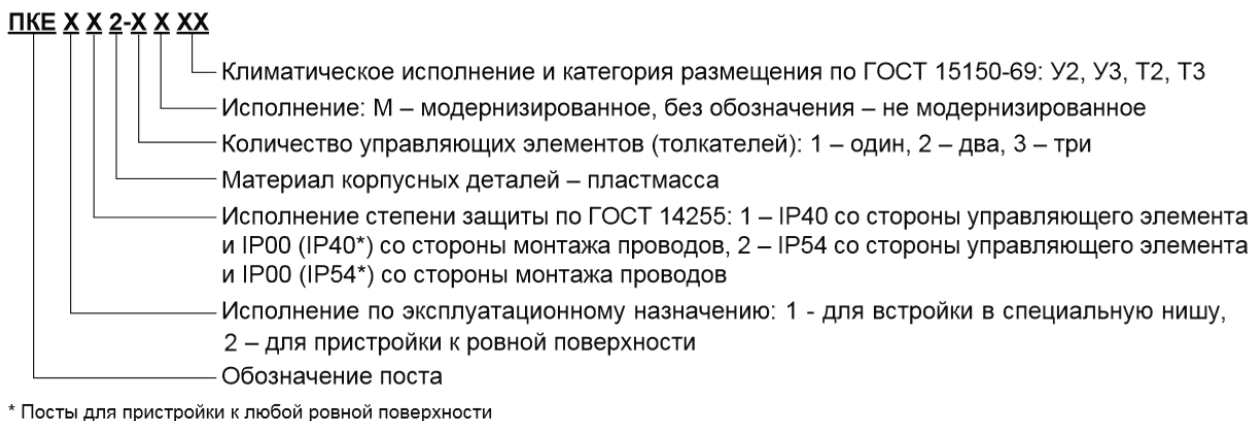 ПКЕ Х Х 2-Х Х ХХ
Климатическое исполнение и категория размещения по ГОСТ 15150-69: У2, У3, Т2, Т3
Исполнение: М – модернизированное, без обозначения – не модернизированное
Количество управляющих элементов (толкателей): 1 – один, 2 – два, 3 – три
Материал корпусных деталей – пластмасса
Исполнение степени защиты по ГОСТ 14255: 1 – IP40 со стороны управляющего элемента
и IP00 (IP40*) со стороны монтажа проводов, 2 – IP54 со стороны управляющего элемента
и IP00 (IP54*) со стороны монтажа проводов
Исполнение по эксплуатационному назначению: 1 - для встройки в специальную нишу,
2 – для пристройки к ровной поверхности
Обозначение поста
* Посты для пристройки к любой ровной поверхности